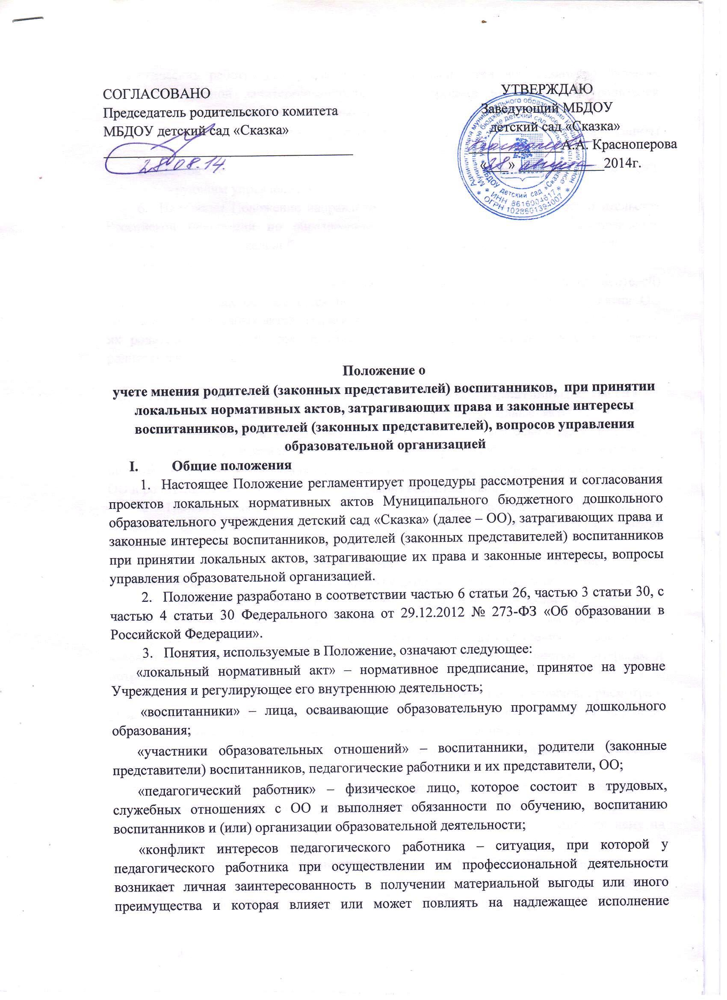 СОГЛАСОВАНО
Председатель родительского комитета
МБДОУ детский сад «Сказка»
28.08.14.
УТВЕРЖДАЮ
Заведующий МБДОУ
детский сад «Сказка»
Красноперова А.А. Красноперова
«28» августа 2014г.
МБДОУ детский сад «Сказка»
ИНН 8616004617
ОГРН 1028601394007
Положение о
учете мнения родителей (законных представителей) воспитанников, при принятии
локальных нормативных актов, затрагивающих права и законные интересы
воспитанников, родителей (законных представителей), вопросов управления
образовательной организацией
I. Общие положения
1. Настоящее Положение регламентирует процедуры рассмотрения и согласования
проектов локальных нормативных актов Муниципального бюджетного дошкольного
образовательного учреждения детский сад «Сказка» (далее – ОО), затрагивающих права и
законные интересы воспитанников, родителей (законных представителей) воспитанников
при принятии локальных актов, затрагивающие их права и законные интересы, вопросы
управления образовательной организацией.
2. Положение разработано в соответствии частью 6 статьи 26, частью 3 статьи 30, с
частью 4 статьи 30 Федерального закона от 29.12.2012 № 273-ФЗ «Об образовании в
Российской Федерации».
3. Понятия, используемые в Положение, означают следующее:
«локальный нормативный акт» – нормативное предписание, принятое на уровне
Учреждения и регулирующее его внутреннюю деятельность;
«воспитанники» – лица, осваивающие образовательную программу дошкольного
образования;
«участники образовательных отношений» – воспитанники, родители (законные
представители) воспитанников, педагогические работники и их представители, ОО;
«педагогический работник» – физическое лицо, которое состоит в трудовых,
служебных отношениях с ОО и выполняет обязанности по обучению, воспитанию
воспитанников и (или) организации образовательной деятельности;
«конфликт интересов педагогического работника – ситуация, при которой у
педагогического работника при осуществлении им профессиональной деятельности
возникает личная заинтересованность в получении материальной выгоды или иного
преимущества и которая влияет или может повлиять на надлежащее исполнение